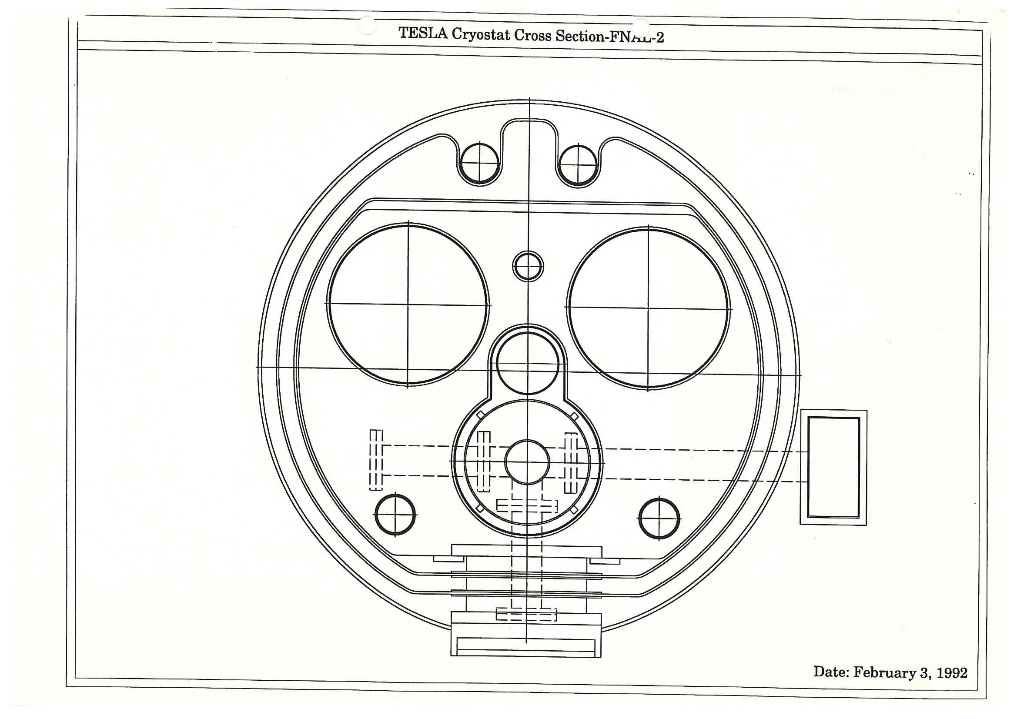 TESLA Cryostat Cross Section-FNAL-2
Date: February 3, 1992